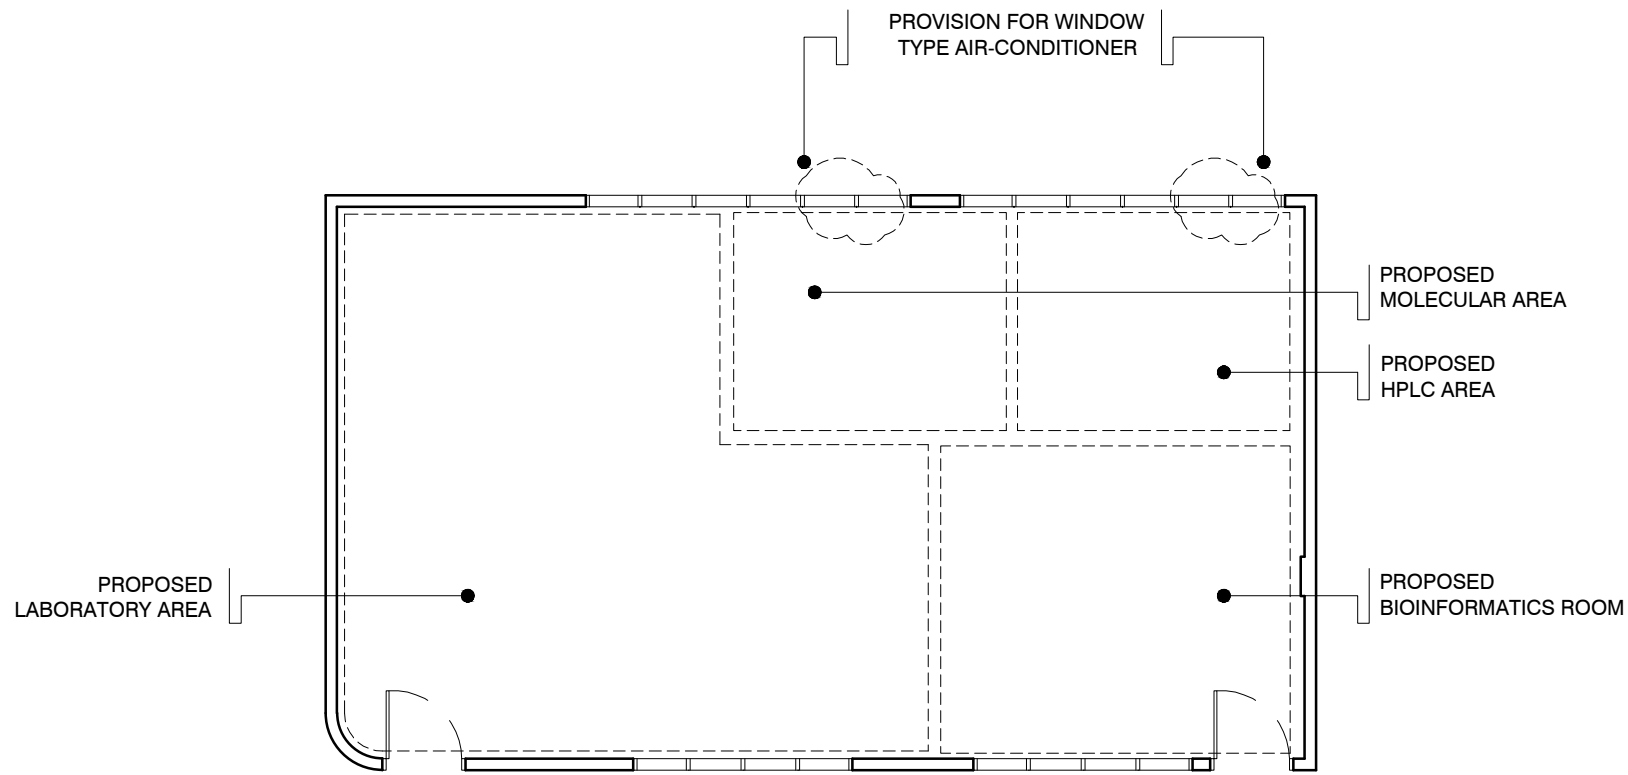 PROVISION FOR WINDOW
TYPE AIR-CONDITIONER
PROPOSED
MOLECULAR AREA
PROPOSED
HPLC AREA
PROPOSED
LABORATORY AREA
PROPOSED
BIOINFORMATICS ROOM